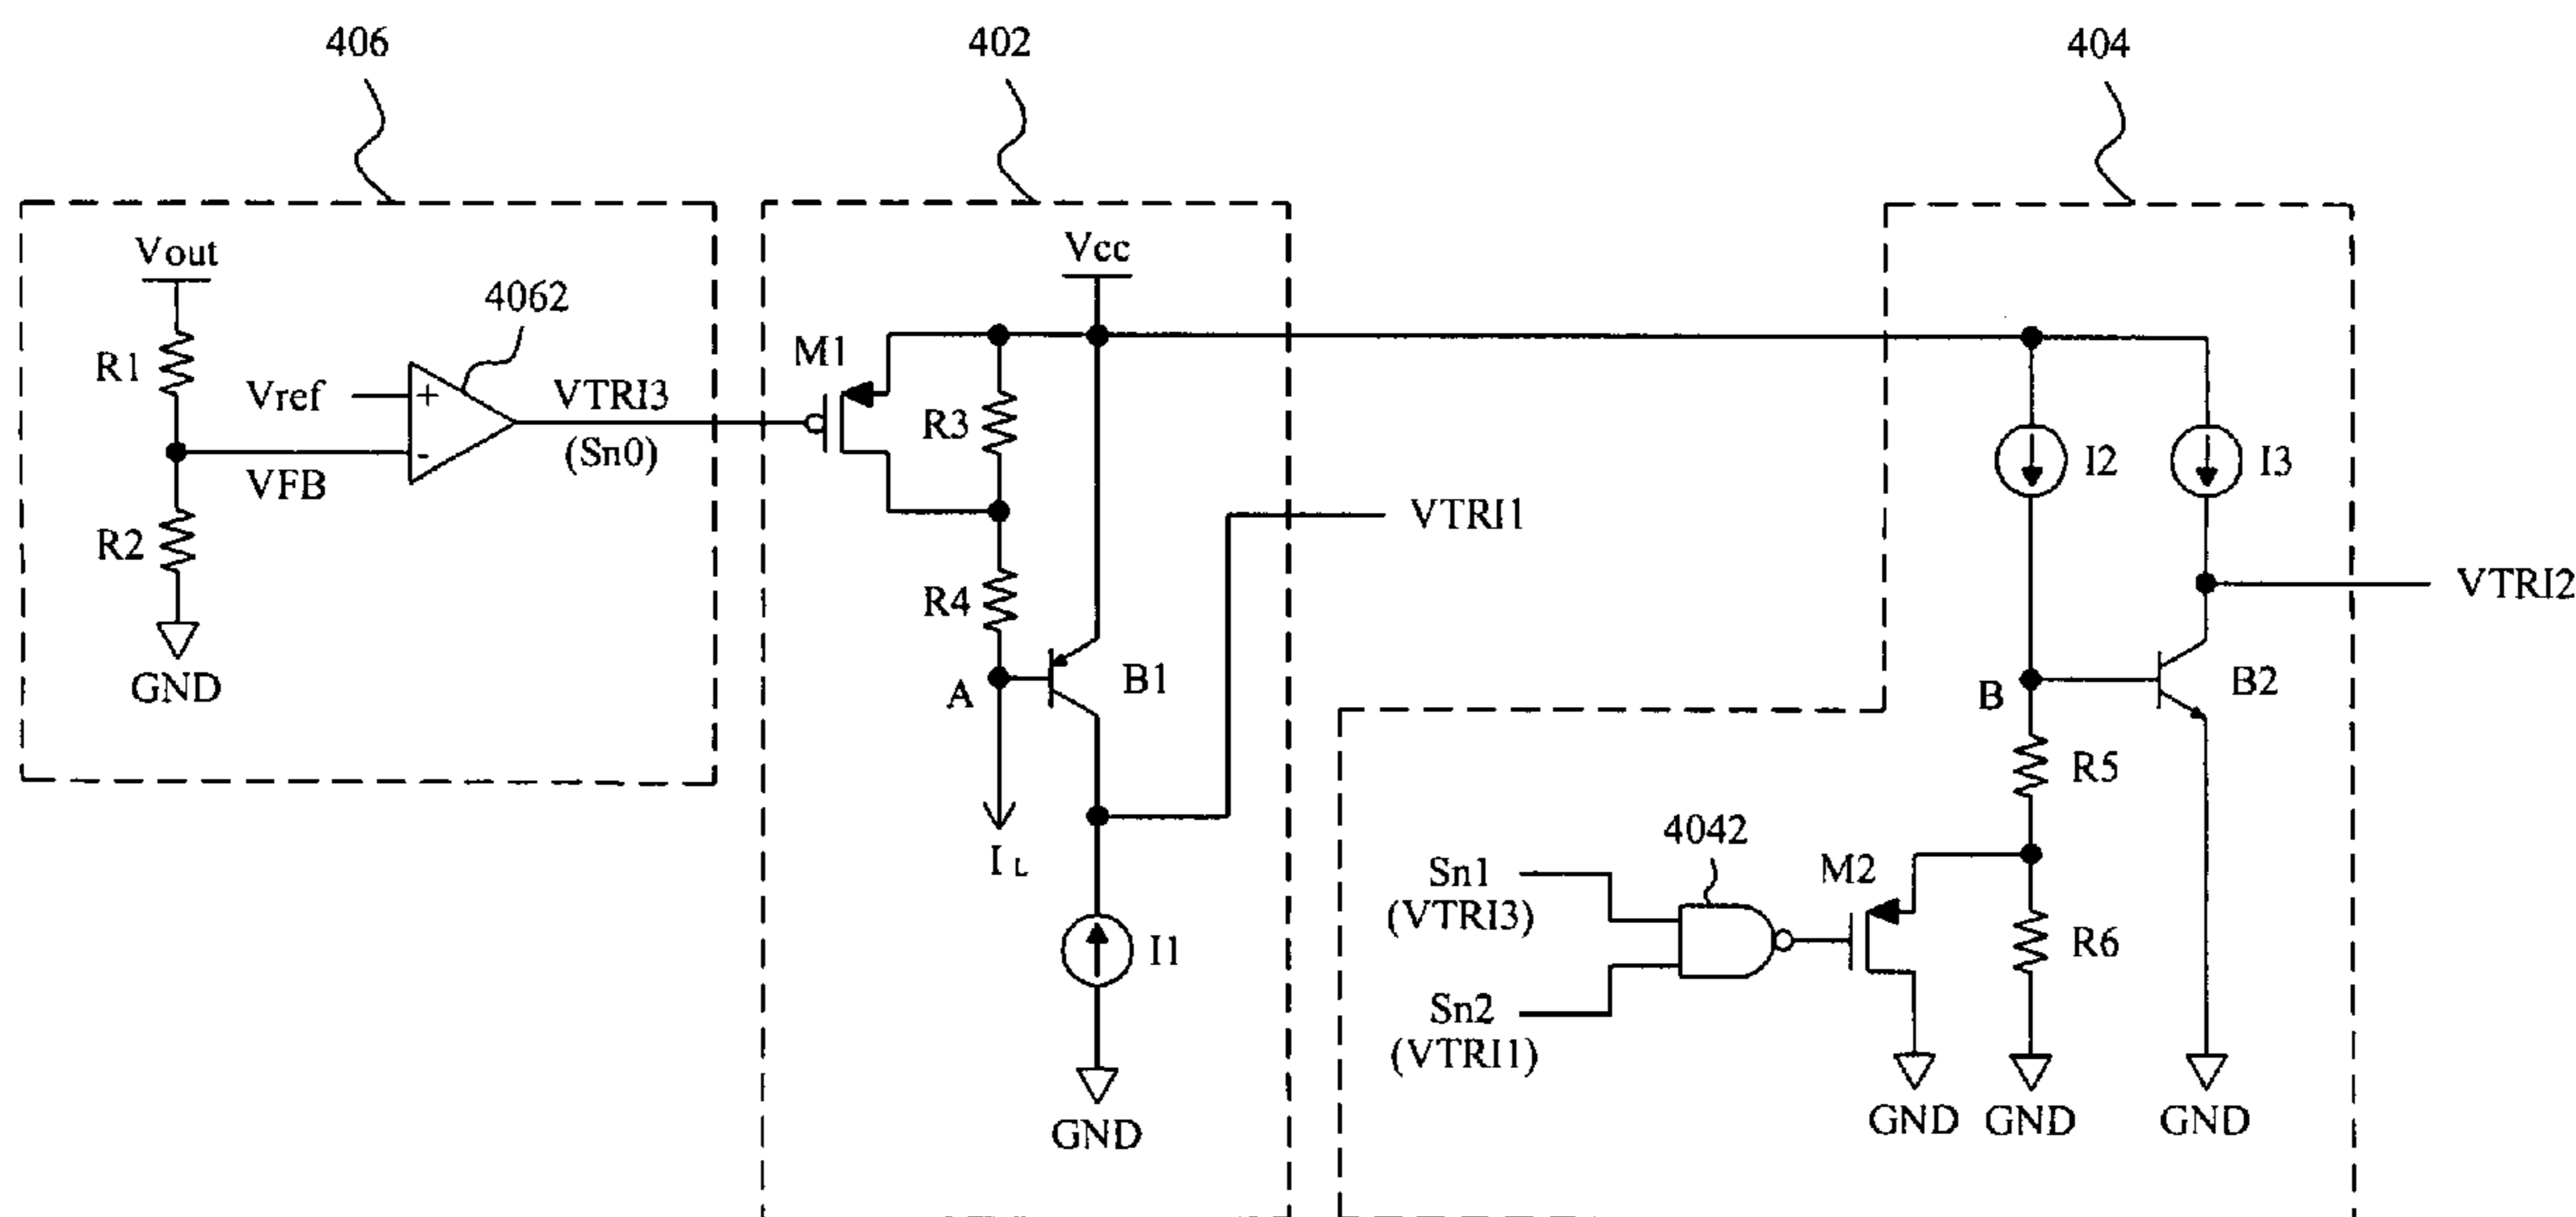 406
402
404
Vout
R1
R2
GND
Vref
VFB
+
-
4062
VTRI3
(Sn0)
Vcc
M1
R3
R4
A
B1
IL
I1
GND
VTRI1
I2
I3
VTRI2
B
B2
R5
R6
4042
M2
Sn1
(VTRI3)
Sn2
(VTRI1)
GND
GND
GND